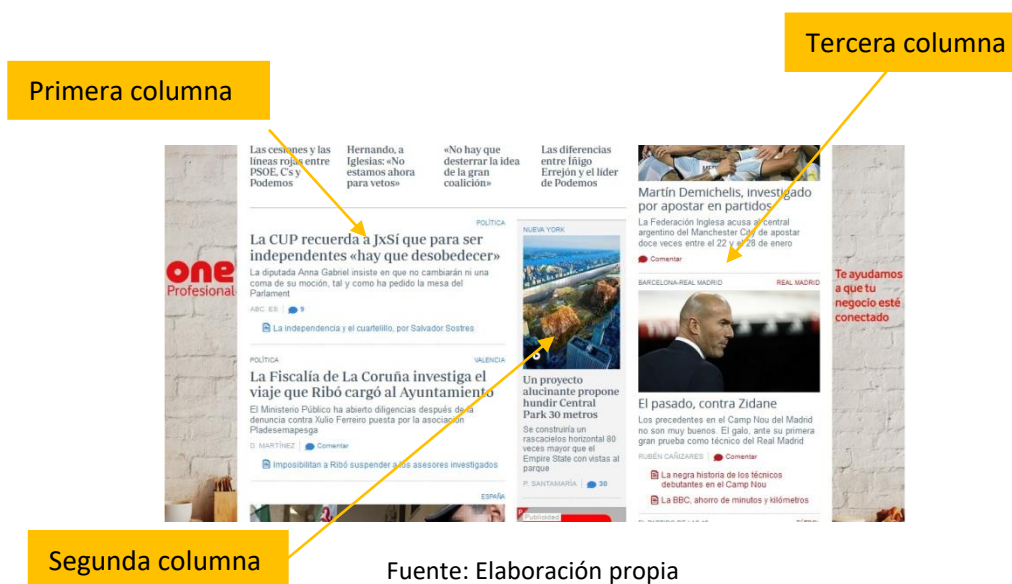 Tercera columna
Primera columna
Las cesiones y las
líneas rojas entre
PSOE, C's y
Podemos
Hernando, a
Iglesias: «No
estamos ahora
para vetos»
«No hay que
desterrar la idea
de la gran
coalición»
Las diferencias
entre Íñigo
Errejón y el líder
de Podemos
POLÍTICA
La CUP recuerda a JxSí que para ser
independentes «hay que desobedecer»
La diputada Anna Gabriel insiste en que no cambiarán ni una
coma de su moción, tal y como ha pedido la mesa del
Parlament
ABC. ES 9
La independencia y el cuartelillo, por Salvador Sostres
POLÍTICA VALENCIA
La Fiscalía de La Coruña investiga el
viaje que Ribó cargó al Ayuntamiento
El Ministerio Público ha abierto diligencias después de la
denuncia contra Xulio Ferreiro puesta por la asociación
Pladesemapesga
D. MARTÍNEZ Comentar
Imposibilitan a Ribó suspender a los asesores investigados
ESPAÑA
NUEVA YORK
Un proyecto
alucinante propone
hundir Central
Park 30 metros
Se construiría un
rascacielos horizontal 80
veces mayor que el
Empire State con vistas al
parque
P. SANTAMARÍA 30
Publicidad
Martín Demichelis, investigado
por apostar en partidos
La Federación Inglesa acusa al central
argentino del Manchester City de apostar
doce veces entre el 22 y el 28 de enero
Comentar
BARCELONA-REAL MADRID REAL MADRID
El pasado, contra Zidane
Los precedentes en el Camp Nou del Madrid
no son muy buenos. El galo, ante su primera
gran prueba como técnico del Real Madrid
RUBÉN CAÑIZARES Comentar
La negra historia de los técnicos
debutantes en el Camp Nou
La BBC, ahorro de minutos y kilómetros
one
Profesional
Te ayudamos
a que tu
negocio esté
conectado
Segunda columna
Fuente: Elaboración propia